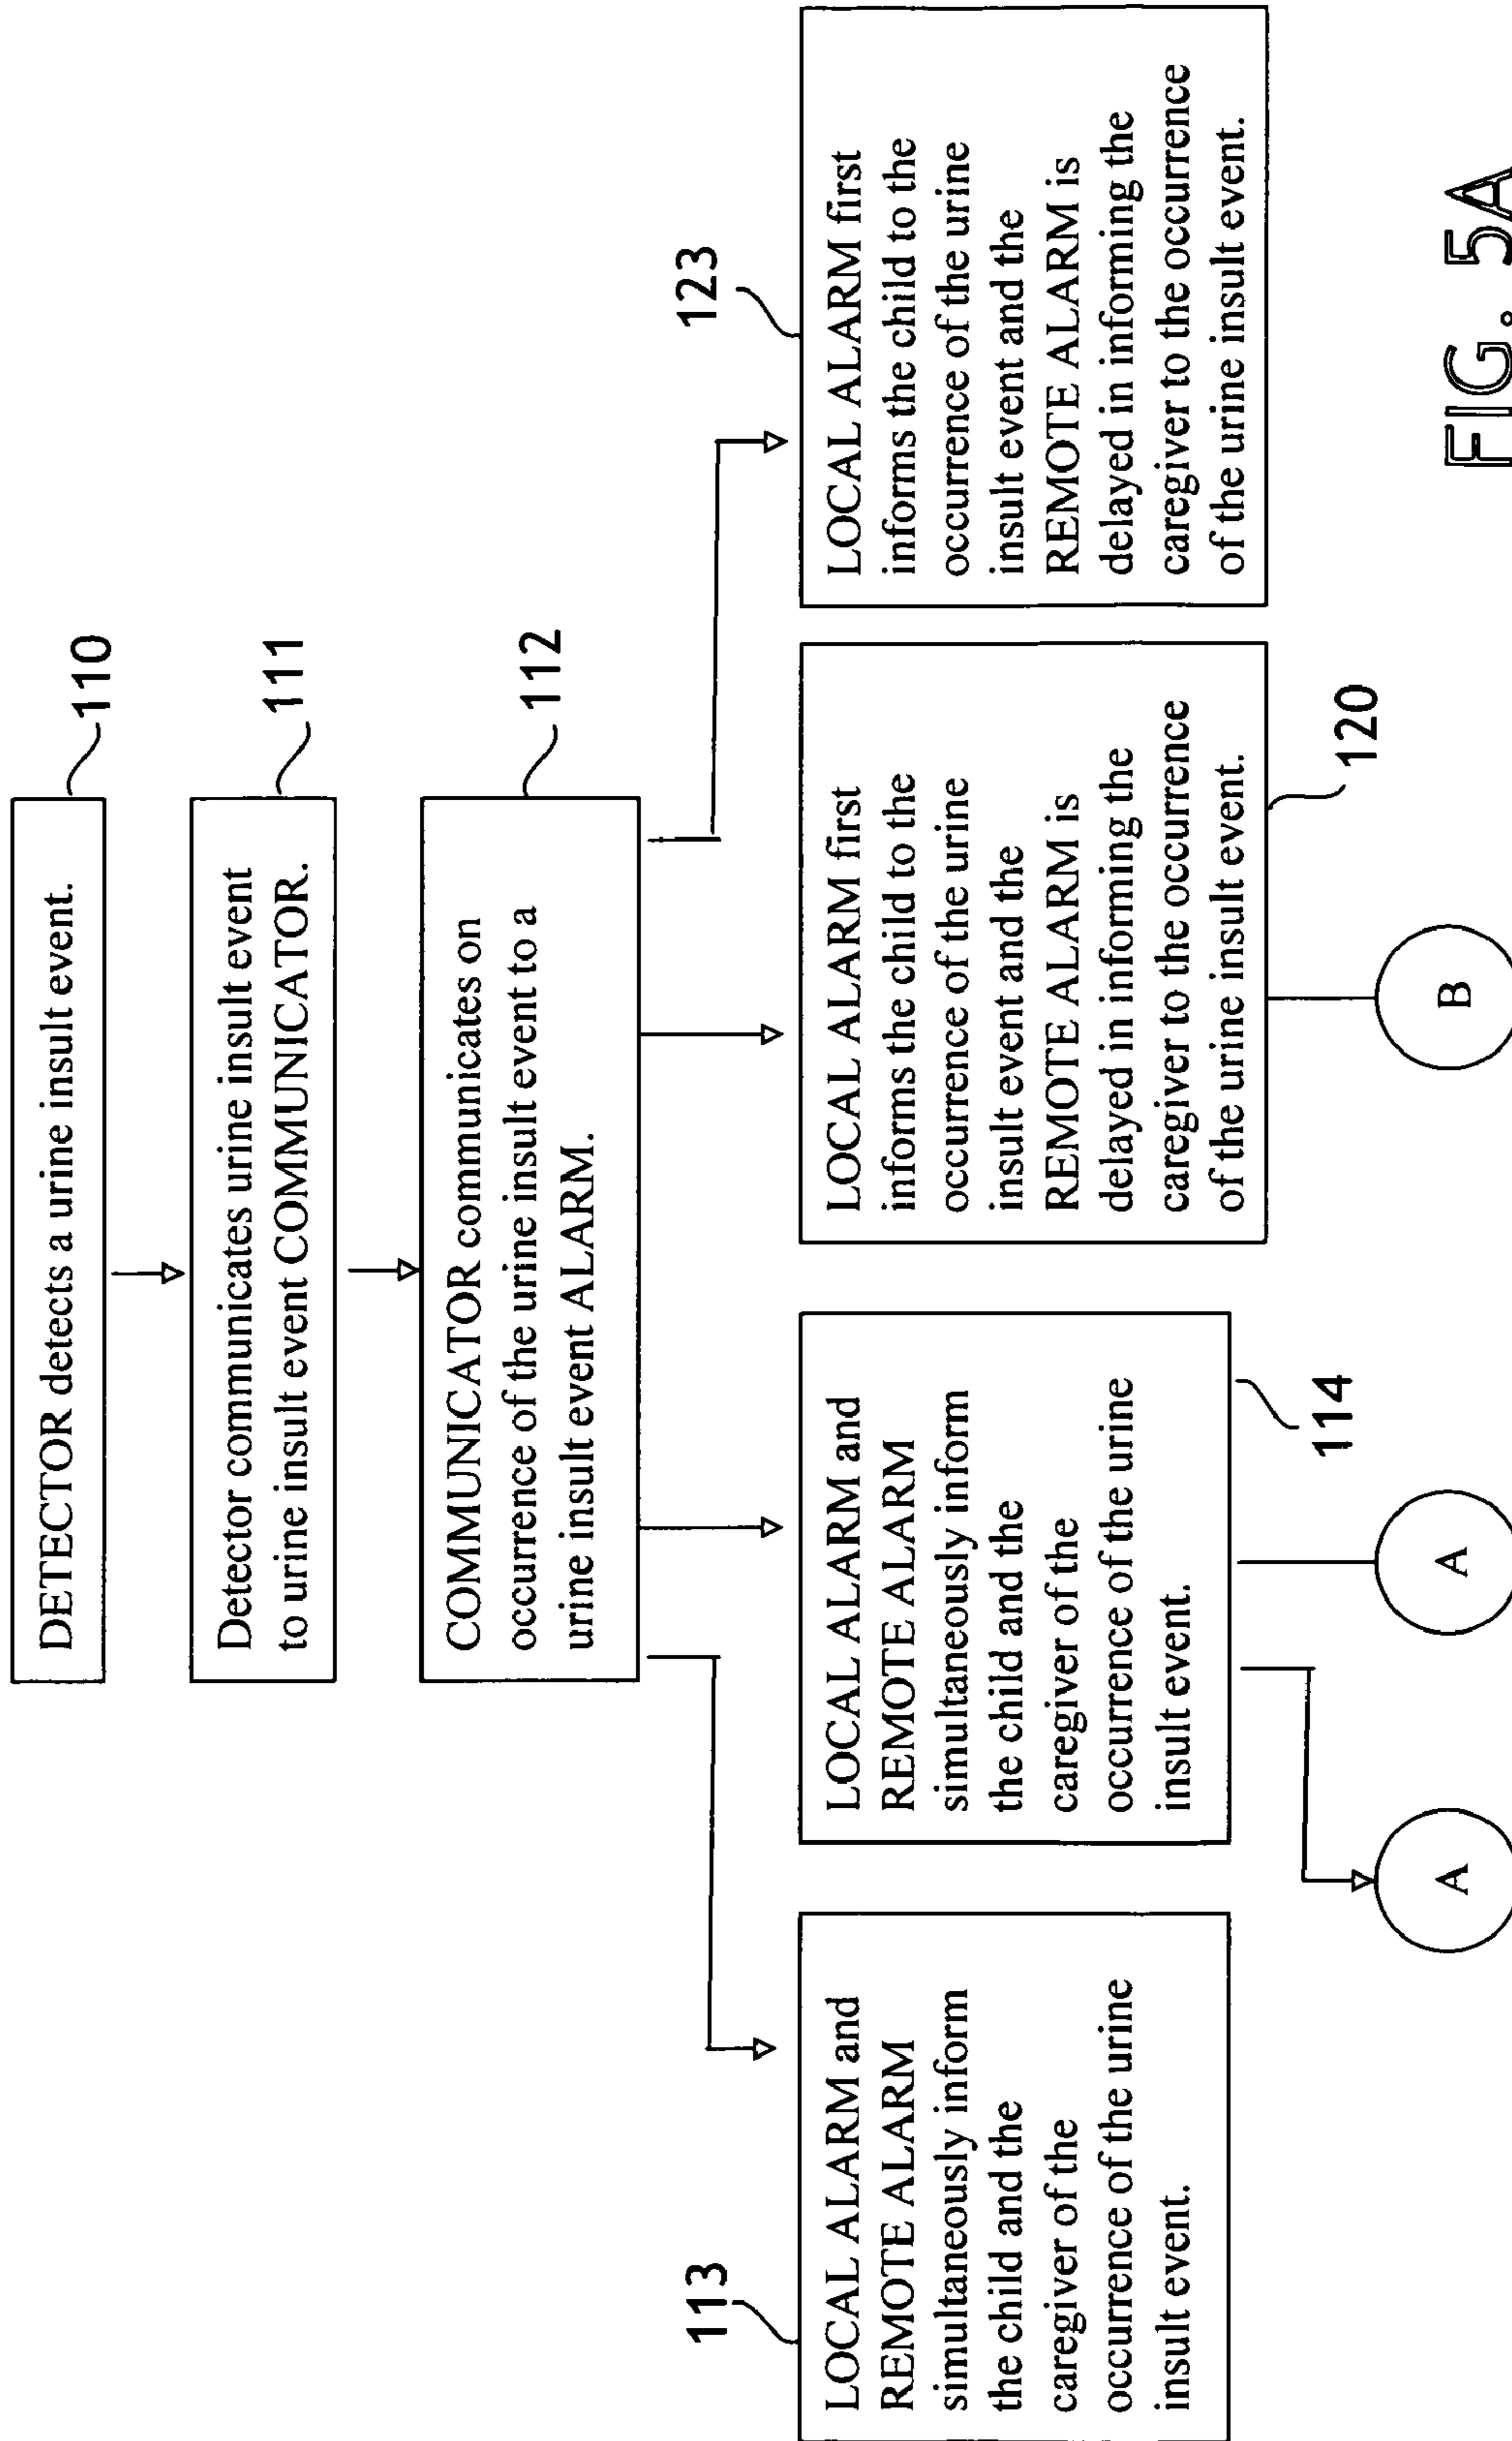 110
DETECTOR detects a urine insult event.
111
Detector communicates urine insult event
to urine insult event COMMUNICATOR.
112
COMMUNICATOR communicates on
occurrence of the urine insult event to a
urine insult event ALARM.
113
LOCAL ALARM and
REMOTE ALARM
simultaneously inform
the child and the
caregiver of the
occurrence of the urine
insult event.
LOCAL ALARM and
REMOTE ALARM
simultaneously inform
the child and the
caregiver of the
occurrence of the urine
insult event.
114
LOCAL ALARM first
informs the child to the
occurrence of the urine
insult event and the
REMOTE ALARM is
delayed in informing the
caregiver to the occurrence
of the urine insult event.
120
123
LOCAL ALARM first
informs the child to the
occurrence of the urine
insult event and the
REMOTE ALARM is
delayed in informing the
caregiver to the occurrence
of the urine insult event.
A
A
B
FIG. 5A